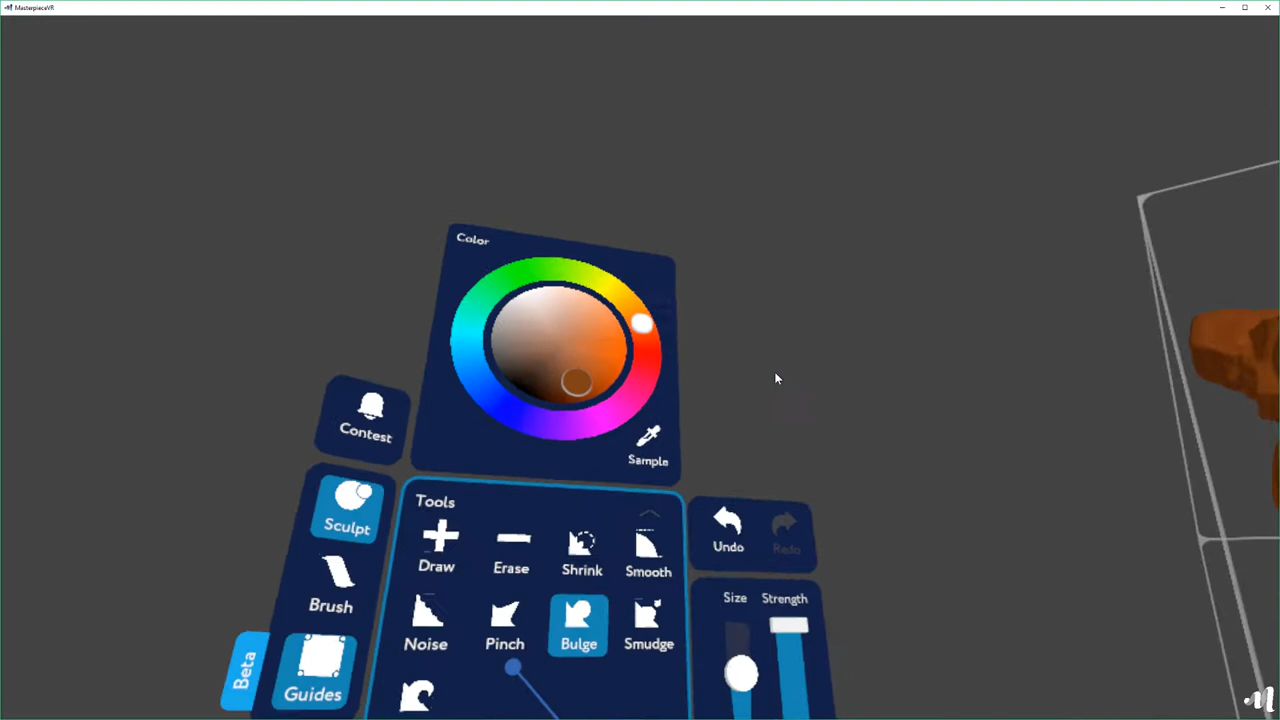 MasterpieceVR
Color
Sample
Contest
Sculpt
Brush
Beta
Guides
Tools
Draw
Erase
Shrink
Smooth
Noise
Pinch
Bulge
Smudge
Undo
Redo
Size
Strength